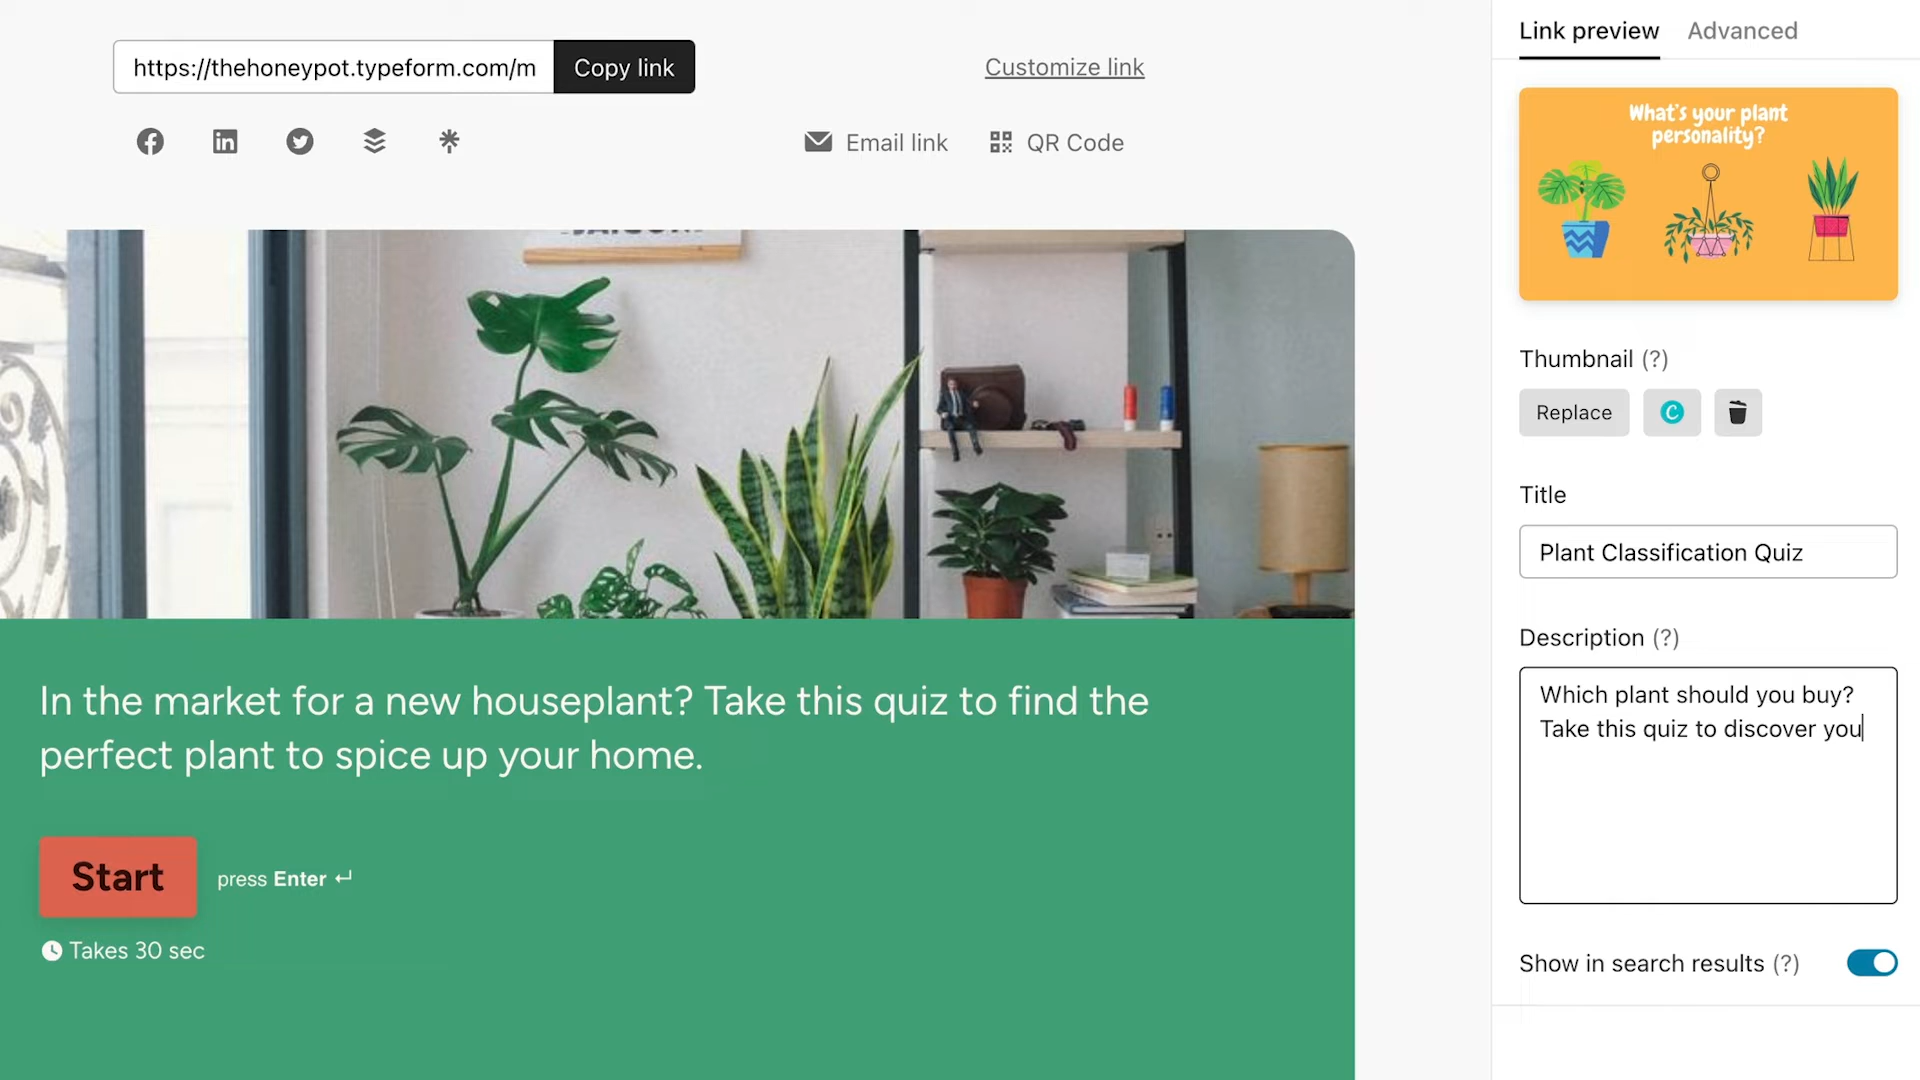 https://thehoneypot.typeform.com/m
Copy link
Customize link
Email link
QR Code
In the market for a new houseplant? Take this quiz to find the
perfect plant to spice up your home.
Start
press Enter ↵
Takes 30 sec
Link preview
Advanced
What's your plant
personality?
Thumbnail (?)
Replace
C
Title
Plant Classification Quiz
Description (?)
Which plant should you buy?
Take this quiz to discover you
Show in search results (?)